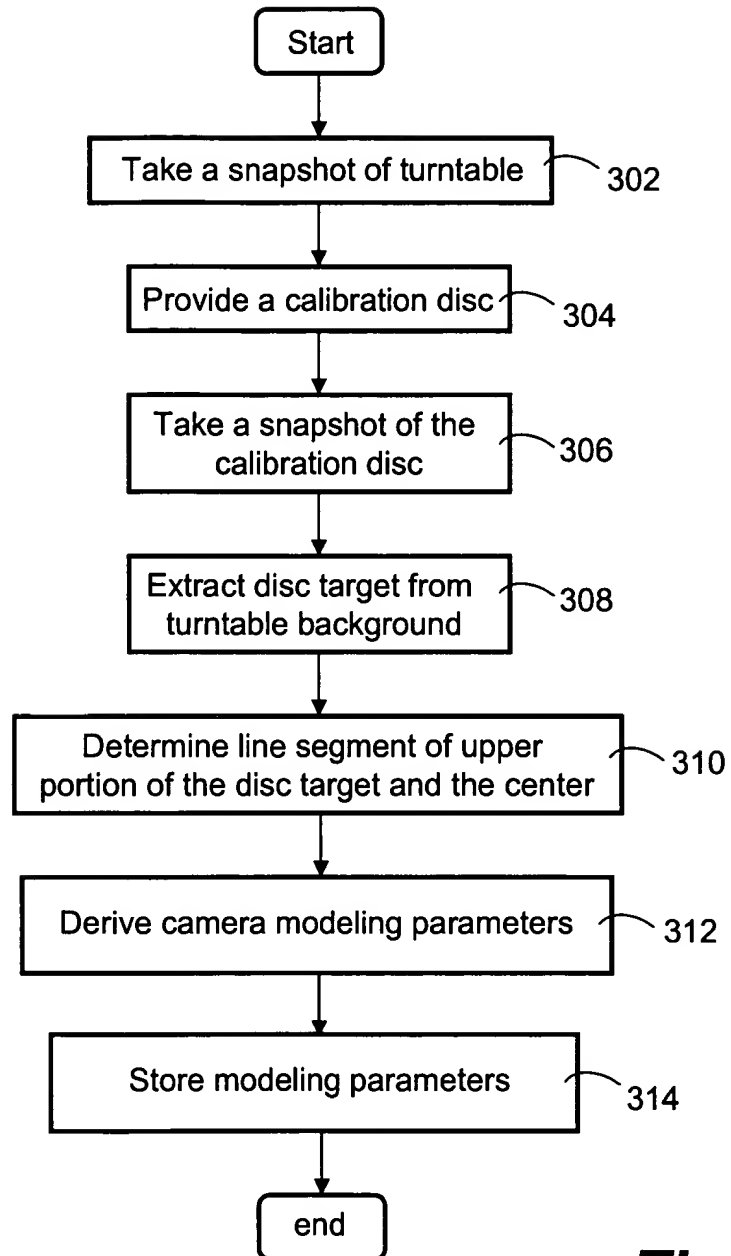 Start
Take a snapshot of turntable
302
Provide a calibration disc
304
Take a snapshot of the
calibration disc
306
Extract disc target from
turntable background
308
Determine line segment of upper
portion of the disc target and the center
310
Derive camera modeling parameters
312
Store modeling parameters
314
end